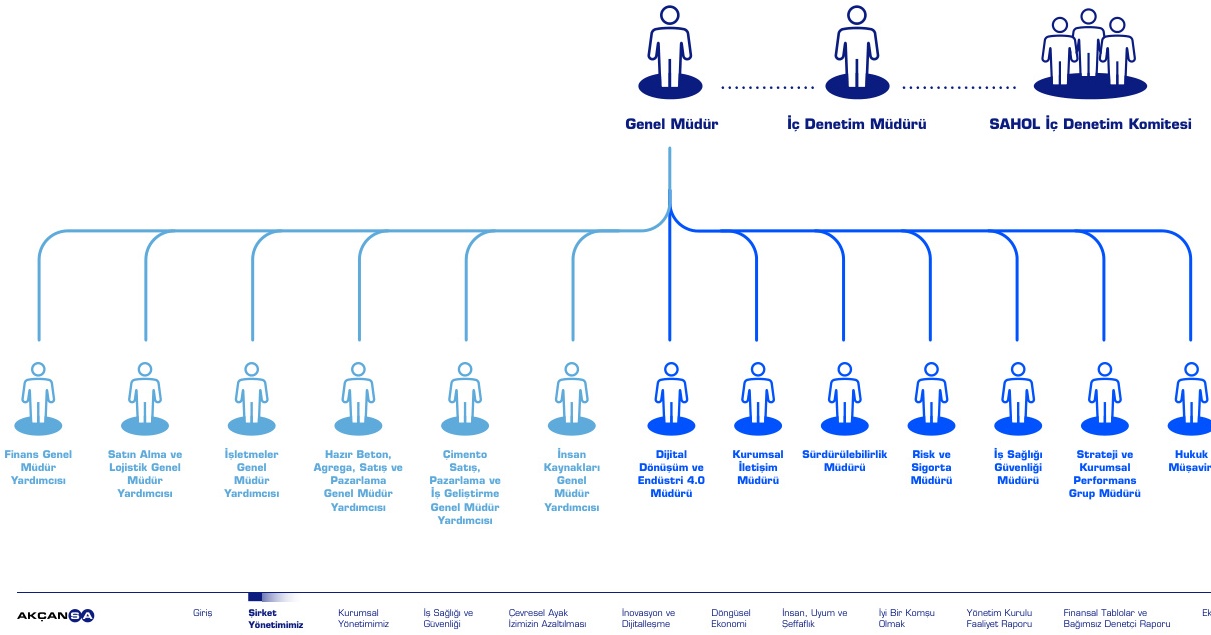 Genel Müdür
İç Denetim Müdürü
SAHOL İç Denetim Komitesi
Finans Genel
Müdür
Yardımcısı
Satın Alma ve
Lojistik Genel
Müdür
Yardımcısı
İşletmeler
Genel
Müdür
Yardımcısı
Hazır Beton,
Agrega, Satış ve
Pazarlama
Genel Müdür
Yardımcısı
Cimento
Satış,
Pazarlama ve
İş Geliştirme
Genel Müdür
Yardımcısı
İnsan
Kaynakları
Genel
Müdür
Yardımcısı
Dijital
Dönüşüm ve
Endüstri 4.0
Müdürü
Kurumsal
İletişim
Müdürü
Sürdürülebilirlik
Müdürü
Risk ve
Sigorta
Müdürü
İş Sağlığı
Güvenliği
Müdürü
Strateji ve
Kurumsal
Performans
Grup Müdürü
Hukuk
Müşavir
AKÇANSA
Giriş
Şirket
Yönetimimiz
Kurumsal
Yönetimimiz
İş Sağlığı ve
Güvenliği
Çevresel Ayak
İzimizin Azaltılması
İnovasyon ve
Dijitalleşme
Döngüsel
Ekonomi
İnsan, Uyum ve
Şeffaflık
İyi Bir Komşu
Olmak
Yönetim Kurulu
Faaliyet Raporu
Finansal Tablolar ve
Bağımsız Denetçi Raporu
Ek